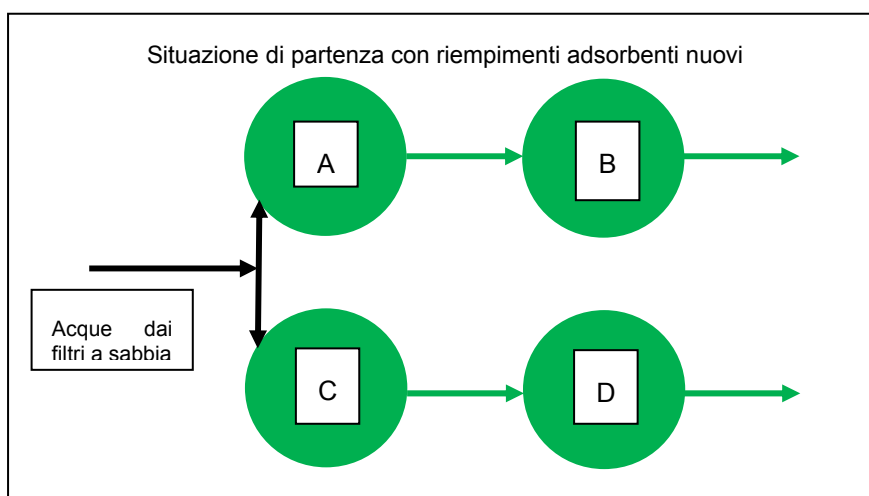 Situazione di partenza con riempimenti adsorbenti nuovi
A
B
Acque dai
filtri a sabbia
C
D